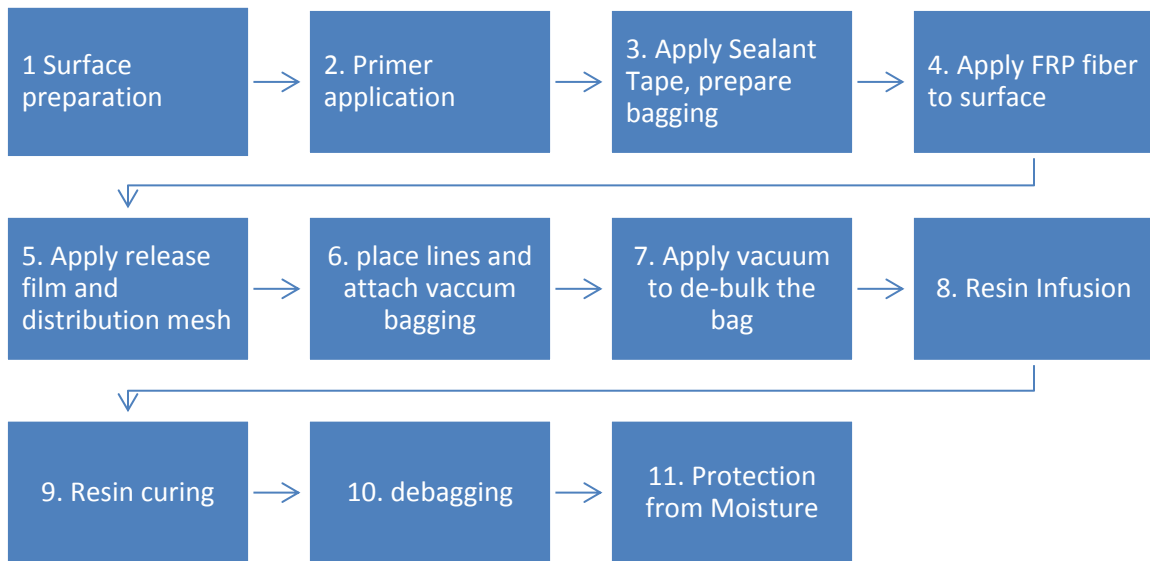 1 Surface
preparation
2. Primer
application
3. Apply Sealant
Tape, prepare
bagging
4. Apply FRP fiber
to surface
5. Apply release
film and
distribution mesh
6. place lines and
attach vaccum
bagging
7. Apply vacuum
to de-bulk the
bag
8. Resin Infusion
9. Resin curing
10. debagging
11. Protection
from Moisture